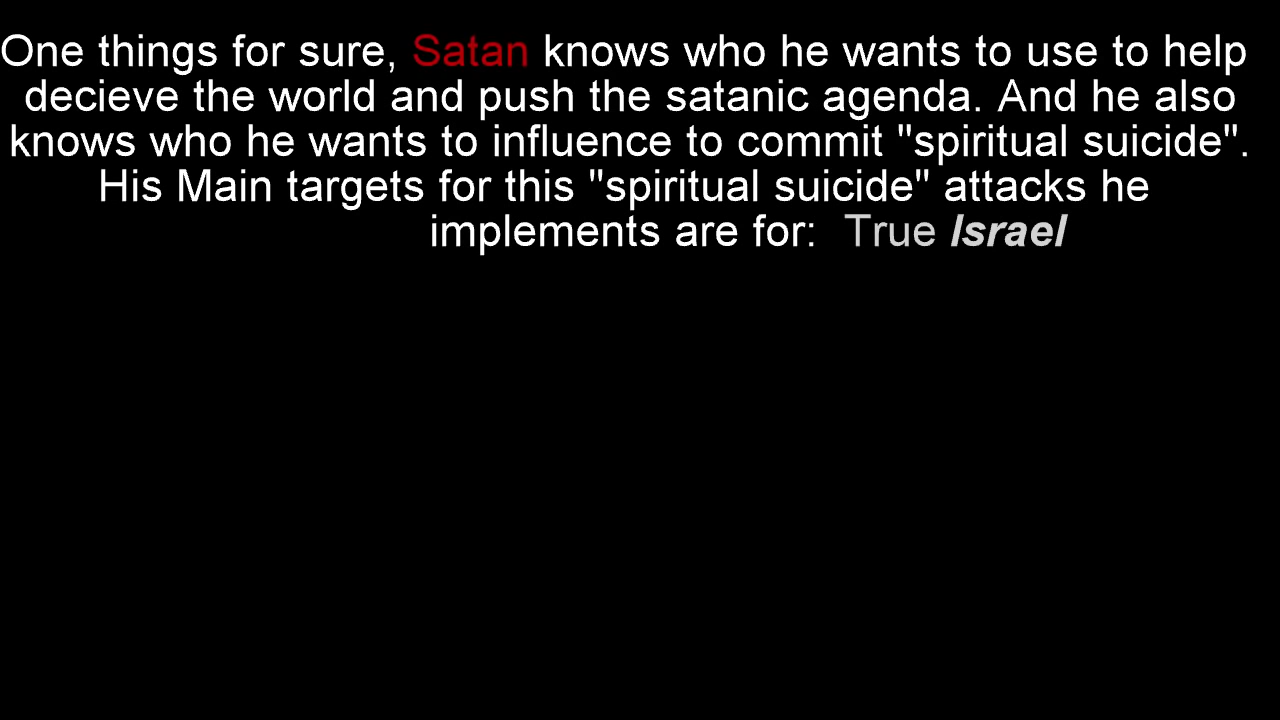 One things for sure, Satan knows who he wants to use to help
decieve the world and push the satanic agenda. And he also
knows who he wants to influence to commit "spiritual suicide".
His Main targets for this "spiritual suicide" attacks he
implements are for: True Israel